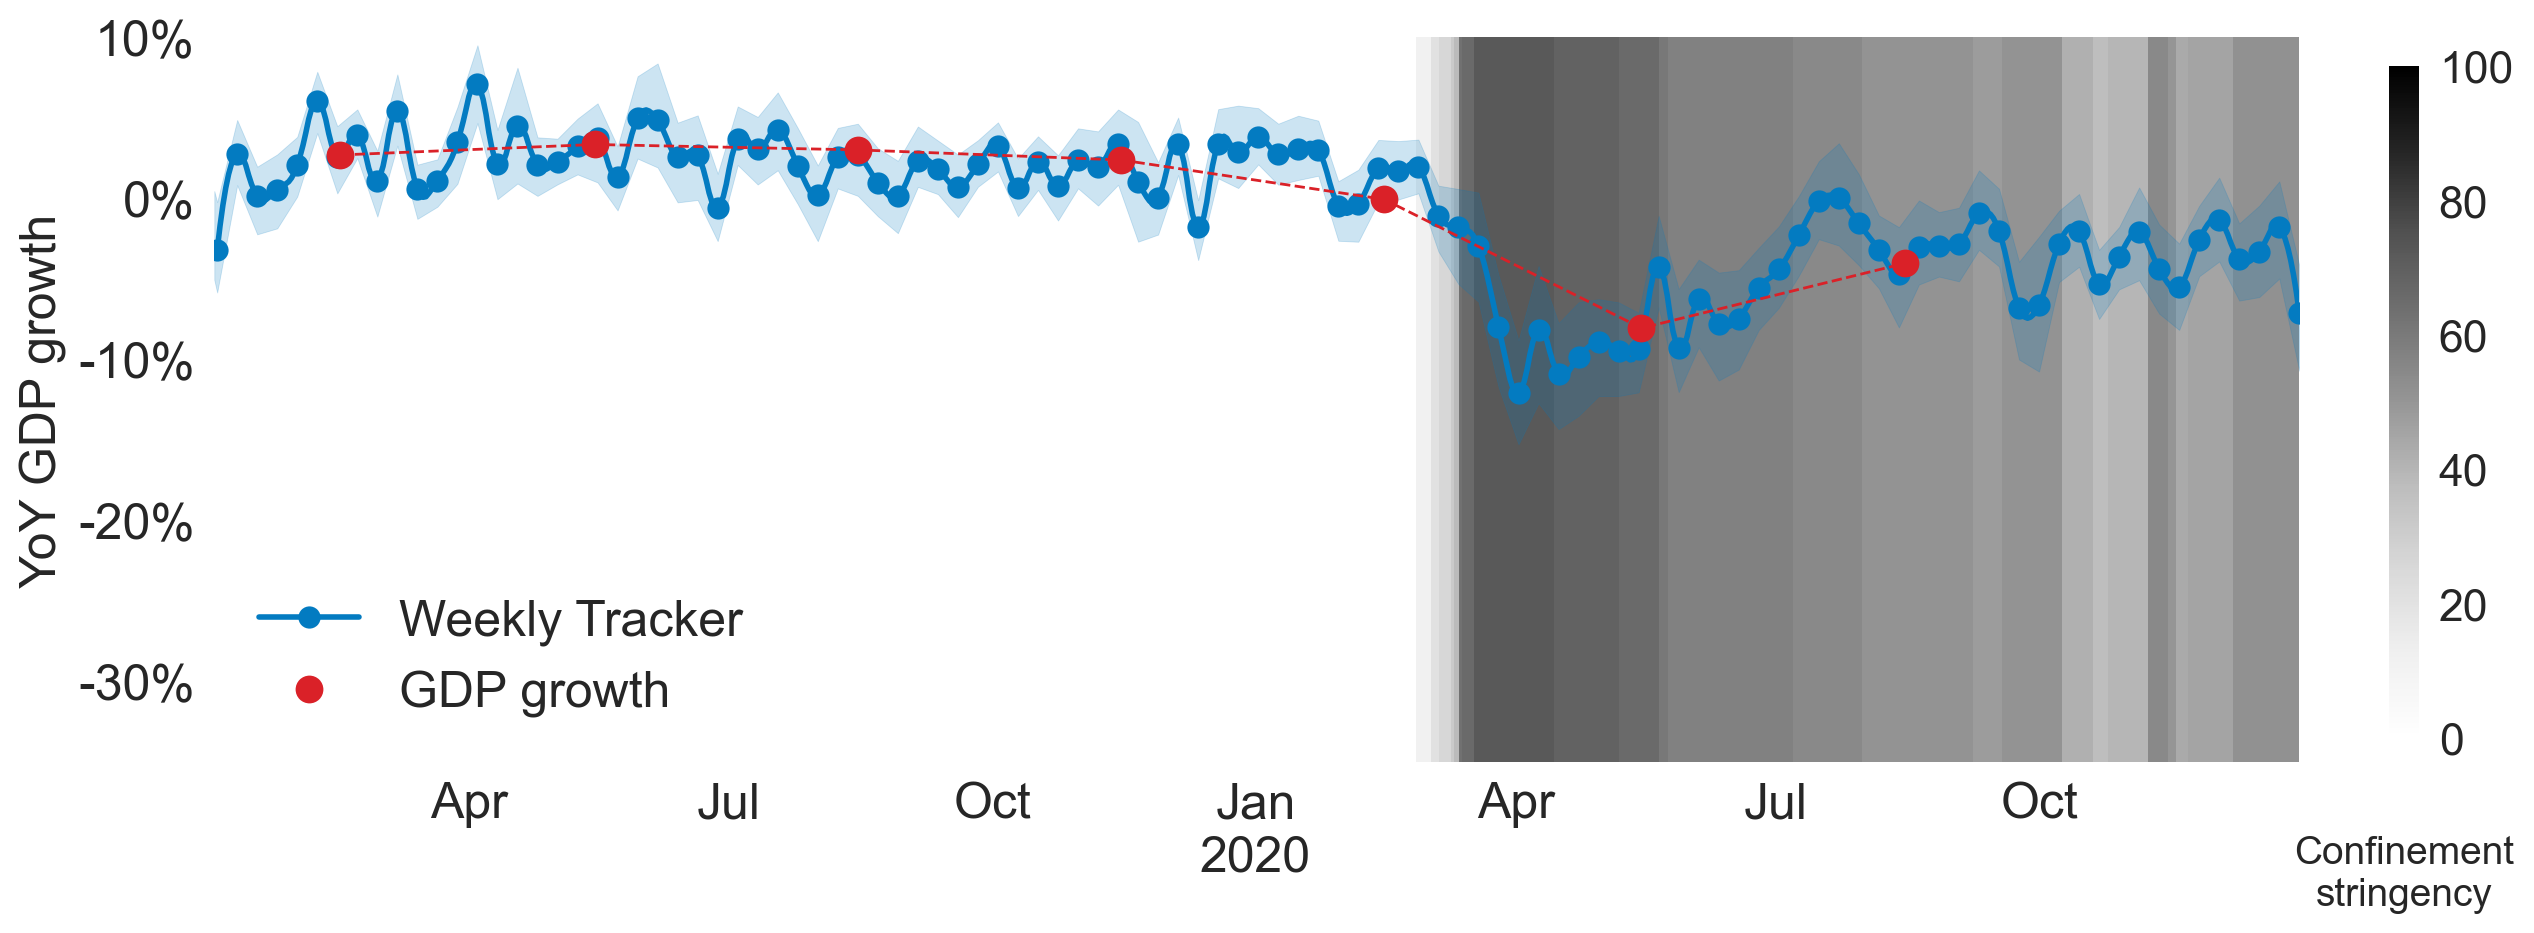 10%
0%
-10%
-20%
-30%
YoY GDP growth
Weekly Tracker
GDP growth
Apr
Jul
Oct
Jan
2020
Apr
Jul
Oct
100
80
60
40
20
0
Confinement
stringency